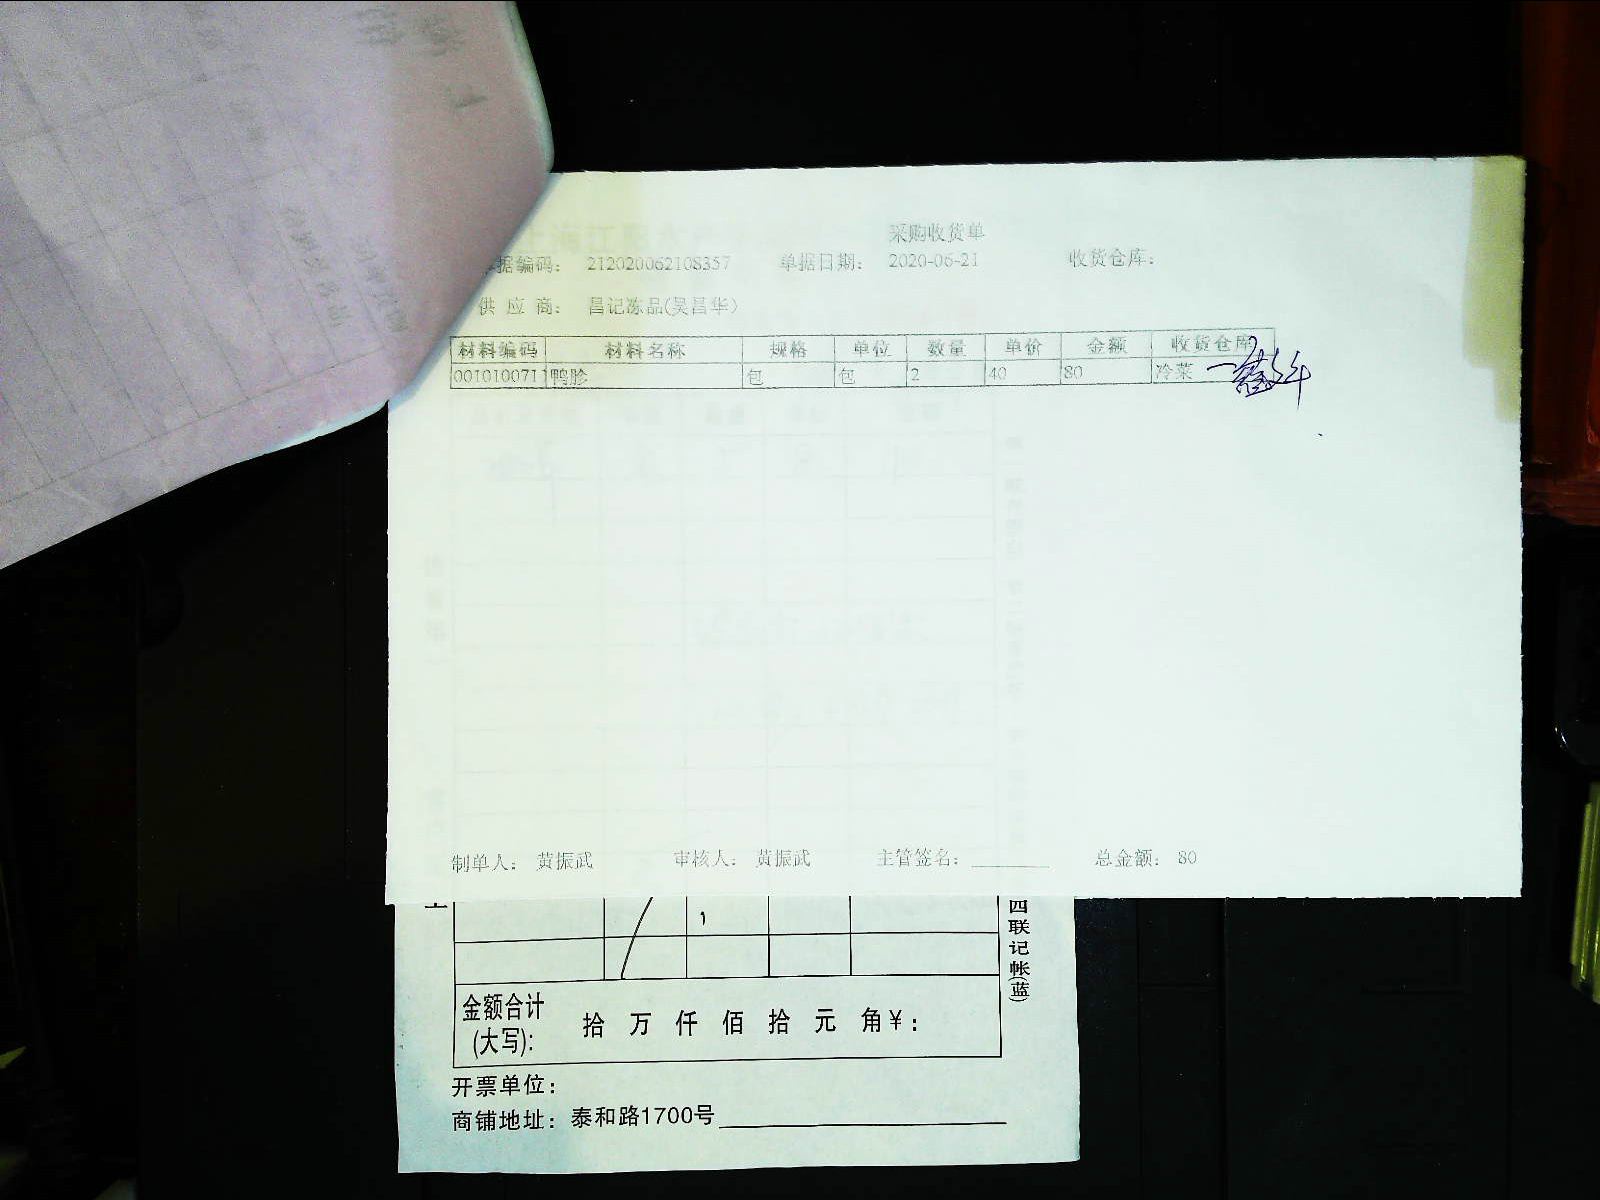 采购收货单
据编码: 212020062108357 单据日期: 2020-06-21 收货仓库:
供应商: 昌记冻品(吴昌华)
材料编码 材料名称 规格 单位 数量 单价 金额 收货仓库
0010100711 鸭胗 包 包 2 40 80 冷菜
制单人: 黄振武 审核人: 黄振武 主管签名: 总金额: 80
四联记帐(蓝)
金额合计
(大写): 拾 万 仟 佰 拾 元 角¥:
开票单位:
商铺地址: 泰和路1700号